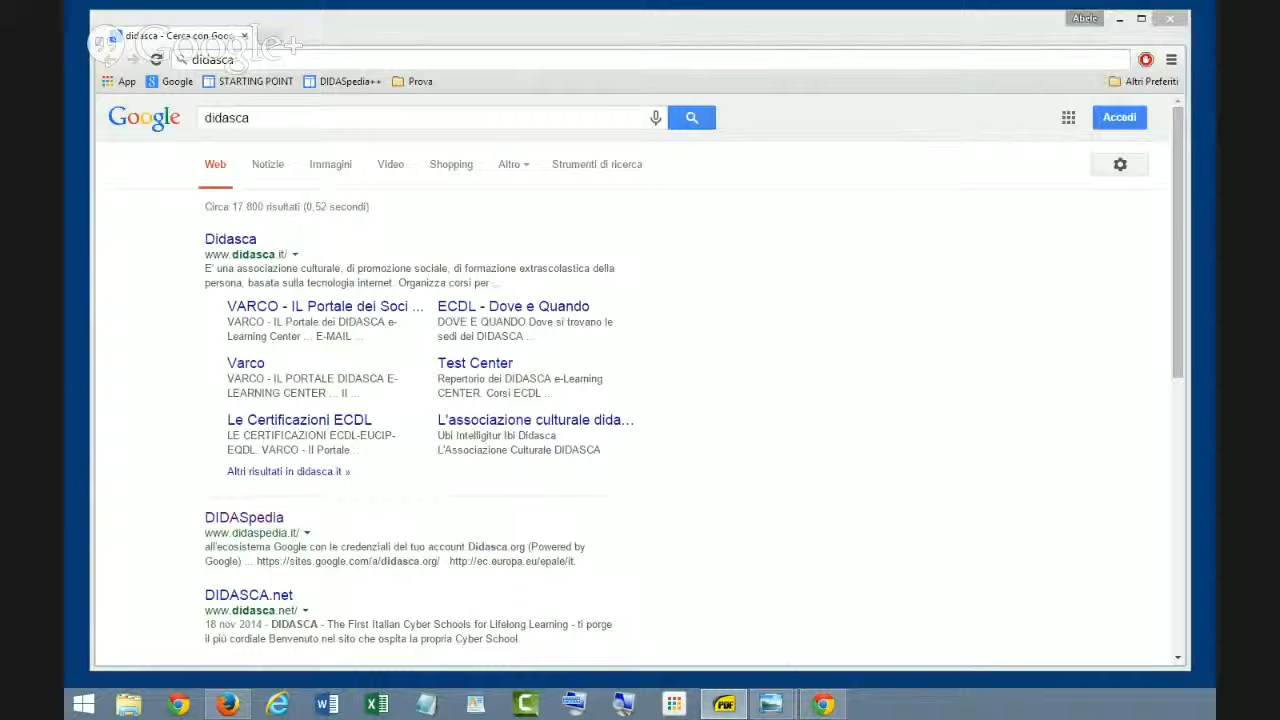 Google+
Abele
didasca - Cerca con Goo
didasca
App Google STARTING POINT DIDASpedia++ Prova Altri Preferiti
Google didasca Accedi
Web Notizie Immagini Video Shopping Altro Strumenti di ricerca
Circa 17.800 risultati (0,52 secondi)
Didasca
www.didasca.it/
E' una associazione culturale, di promozione sociale, di formazione extrascolastica della
persona, basata sulla tecnologia internet. Organizza corsi per ...
VARCO - IL Portale dei Soci ...
VARCO - IL Portale dei DIDASCA e-
Learning Center ... E-MAIL ...
ECDL - Dove e Quando
DOVE E QUANDO Dove si trovano le
sedi dei DIDASCA ...
Varco
VARCO - IL PORTALE DIDASCA E-
LEARNING CENTER ... Il ...
Test Center
Repertorio dei DIDASCA e-Learning
CENTER. Corsi ECDL ...
Le Certificazioni ECDL
LE CERTIFICAZIONI ECDL-EUCIP-
EQDL. VARCO - Il Portale ...
L'associazione culturale dida...
Ubi Intelligitur Ibi Didasca
L'Associazione Culturale DIDASCA
Altri risultati in didasca.it »
DIDASpedia
www.didaspedia.it/
all'ecosistema Google con le credenziali del tuo account Didasca.org (Powered by
Google) ... https://sites.google.com/a/didasca.org/ http://ec.europa.eu/epale/it.
DIDASCA.net
www.didasca.net/
18 nov 2014 - DIDASCA - The First Italian Cyber Schools for Lifelong Learning - ti porge
il più cordiale Benvenuto nel sito che ospita la propria Cyber School.
PDF